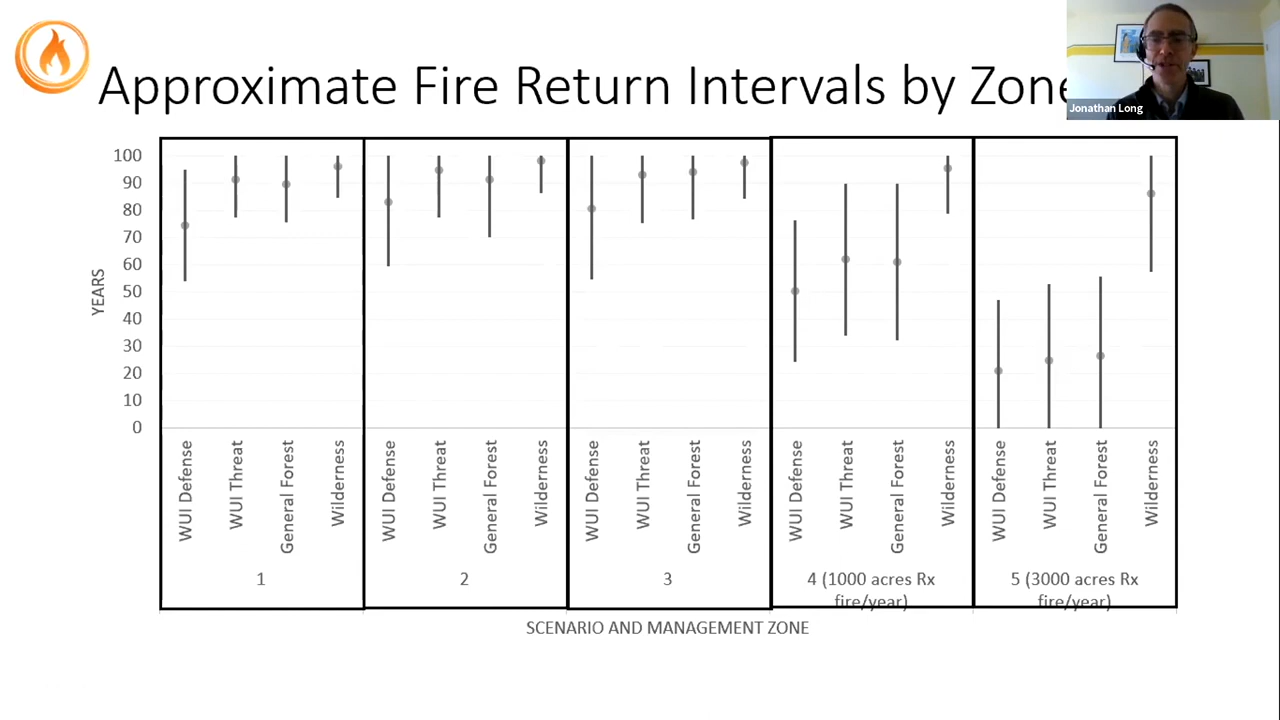 Approximate Fire Return Intervals by Zone
Jonathan Long
100
90
80
70
60
50
40
30
20
10
0
YEARS
WUI Defense
WUI Threat
General Forest
Wilderness
WUI Defense
WUI Threat
General Forest
Wilderness
WUI Defense
WUI Threat
General Forest
Wilderness
WUI Defense
WUI Threat
General Forest
Wilderness
WUI Defense
WUI Threat
General Forest
Wilderness
1
2
3
4 (1000 acres Rx
fire/year)
5 (3000 acres Rx
fire/year)
SCENARIO AND MANAGEMENT ZONE